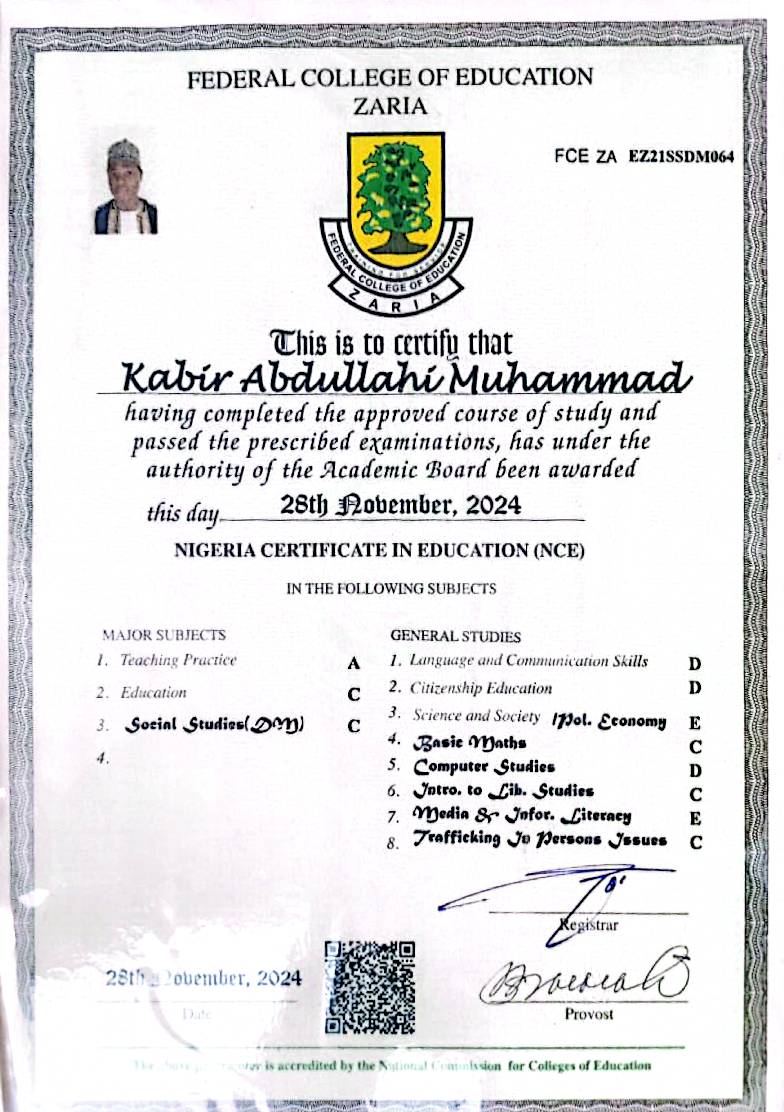 FEDERAL COLLEGE OF EDUCATION
ZARIA
FCE ZA EZ21SSDM064
TRAINING FOR SERVICE
FEDERAL COLLEGE OF EDUCATION
ZARIA
This is to certify that
Kabir Abdullahi Muhammad
having completed the approved course of study and
passed the prescribed examinations, has under the
authority of the Academic Board been awarded
this day 28th November, 2024
NIGERIA CERTIFICATE IN EDUCATION (NCE)
IN THE FOLLOWING SUBJECTS
MAJOR SUBJECTS
1. Teaching Practice A
2. Education C
3. Social Studies(DM) C
4.
GENERAL STUDIES
1. Language and Communication Skills D
2. Citizenship Education D
3. Science and Society /Pol. Economy E
4. Basic Maths C
5. Computer Studies D
6. Intro. to Lib. Studies C
7. Media & Infor. Literacy E
8. Trafficking In Persons Issues C
Registrar
28th November, 2024
Date
Provost
The above is accredited by the National Commission for Colleges of Education